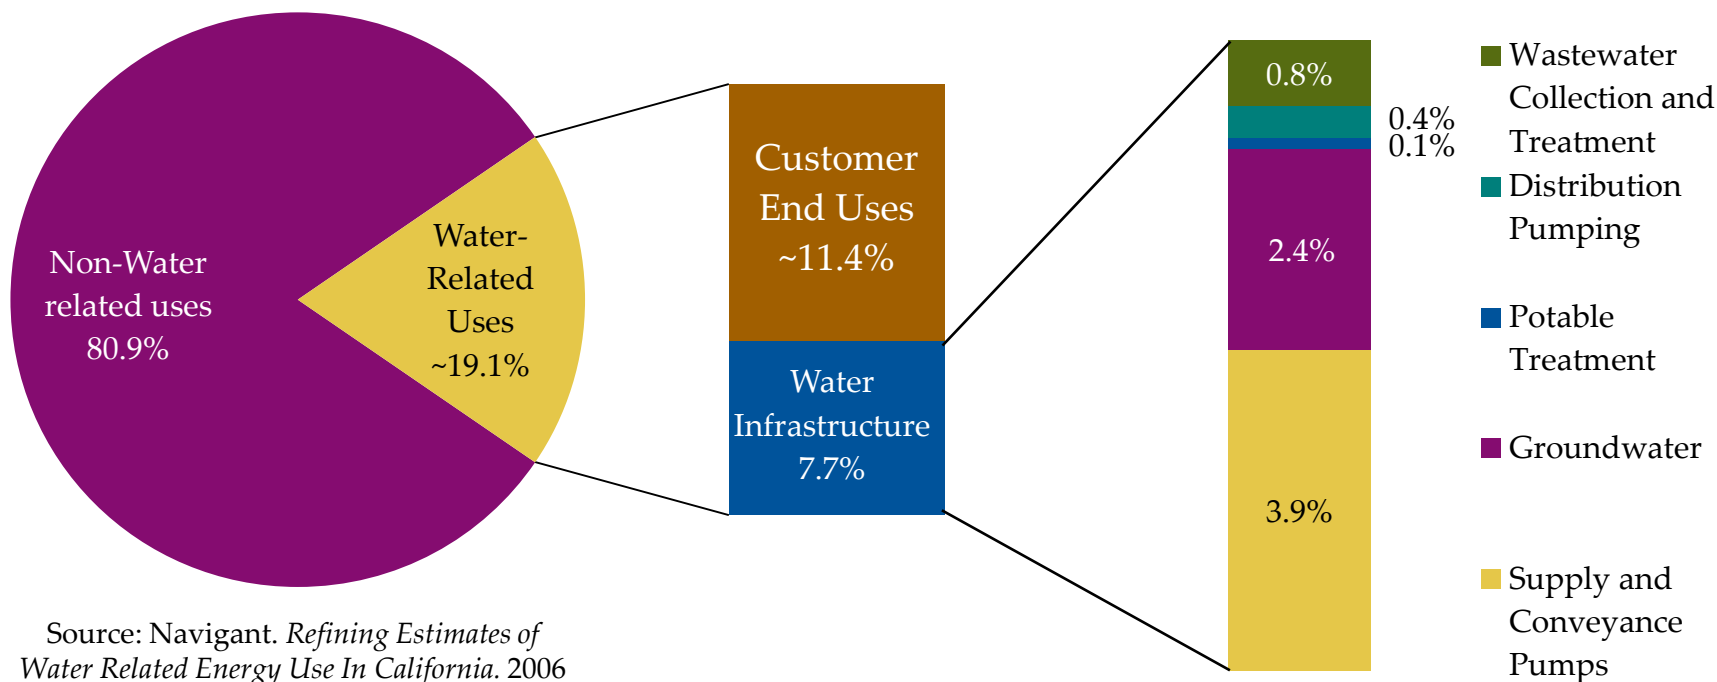 Non-Water
related uses
80.9%
Water-
Related
Uses
~19.1%
Customer
End Uses
~11.4%
Water
Infrastructure
7.7%
0.8%
0.4%
0.1%
2.4%
3.9%
Wastewater
Collection and
Treatment
Distribution
Pumping
Potable
Treatment
Groundwater
Supply and
Conveyance
Pumps
Source: Navigant. Refining Estimates of
Water Related Energy Use In California. 2006